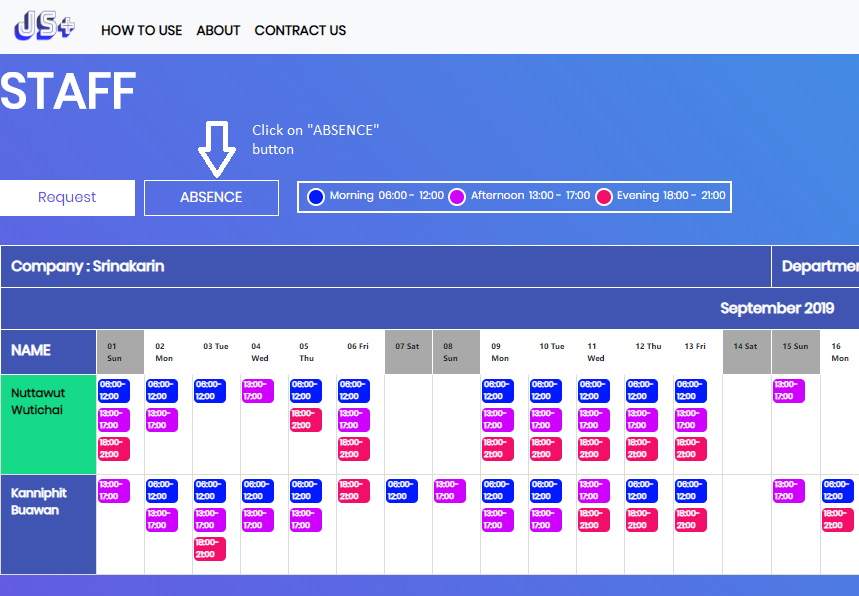 JS+ HOW TO USE ABOUT CONTRACT US
STAFF
Click on "ABSENCE"
button
Request ABSENCE Morning 06:00 - 12:00 Afternoon 13:00 - 17:00 Evening 18:00 - 21:00
Company : Srinakarin Departmen
September 2019
NAME 01 Sun 02 Mon 03 Tue 04 Wed 05 Thu 06 Fri 07 Sat 08 Sun 09 Mon 10 Tue 11 Wed 12 Thu 13 Fri 14 Sat 15 Sun 16 Mon
Nuttawut Wutichai
06:00-12:00 06:00-12:00 06:00-12:00 13:00-17:00 06:00-12:00 06:00-12:00 06:00-12:00 06:00-12:00 06:00-12:00 06:00-12:00 06:00-12:00 13:00-17:00
13:00-17:00 13:00-17:00 18:00-21:00 13:00-17:00 13:00-17:00 13:00-17:00 13:00-17:00 13:00-17:00 13:00-17:00
18:00-21:00 18:00-21:00 18:00-21:00 18:00-21:00 18:00-21:00 18:00-21:00 18:00-21:00
Kanniphit Buawan
13:00-17:00 06:00-12:00 06:00-12:00 06:00-12:00 06:00-12:00 18:00-21:00 06:00-12:00 13:00-17:00 06:00-12:00 06:00-12:00 13:00-17:00 06:00-12:00 06:00-12:00 13:00-17:00 06:00-12:00
13:00-17:00 13:00-17:00 13:00-17:00 13:00-17:00 13:00-17:00 13:00-17:00 18:00-21:00 18:00-21:00 18:00-21:00 18:00-21:00
18:00-21:00